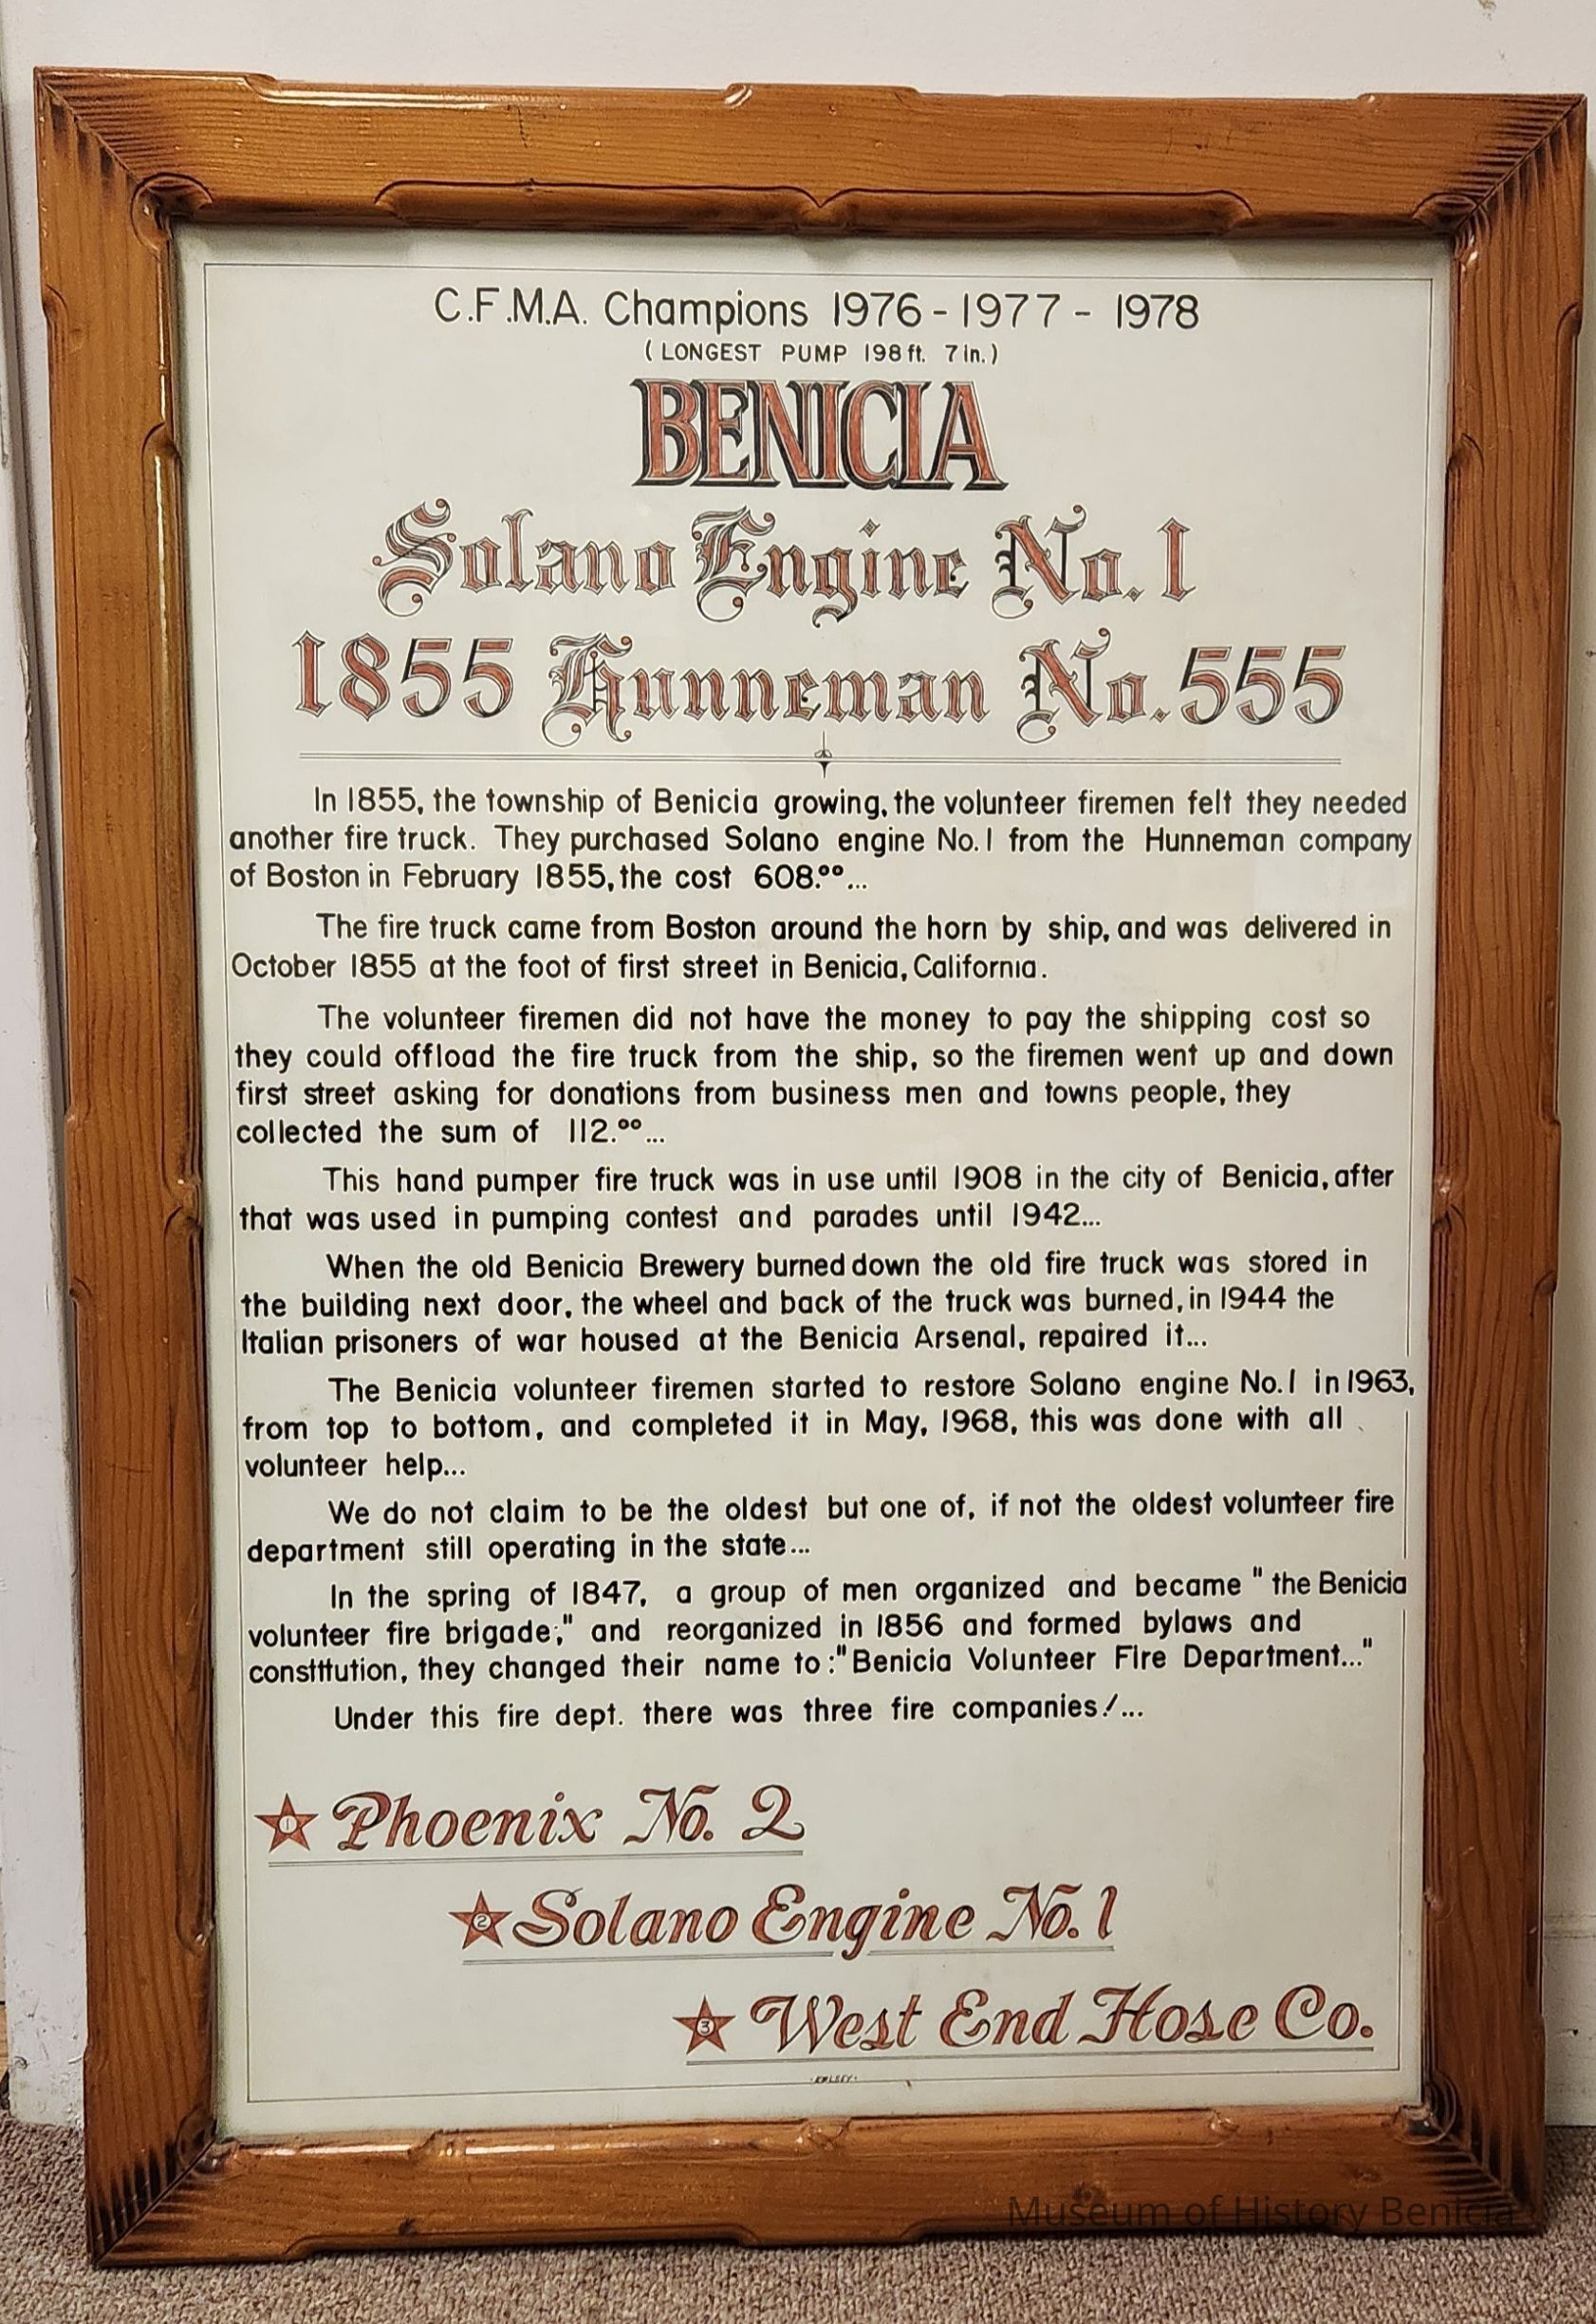 C.F.M.A. Champions 1976 - 1977 - 1978
( LONGEST PUMP 198 ft. 7 in. )
BENICIA
Solano Engine No. 1
1855 Hunneman No. 555
In 1855, the township of Benicia growing, the volunteer firemen felt they needed
another fire truck. They purchased Solano engine No. 1 from the Hunneman company
of Boston in February 1855, the cost 608.ºº...
The fire truck came from Boston around the horn by ship, and was delivered in
October 1855 at the foot of first street in Benicia, California.
The volunteer firemen did not have the money to pay the shipping cost so
they could offload the fire truck from the ship, so the firemen went up and down
first street asking for donations from business men and towns people, they
collected the sum of 112.ºº...
This hand pumper fire truck was in use until 1908 in the city of Benicia, after
that was used in pumping contest and parades until 1942...
When the old Benicia Brewery burned down the old fire truck was stored in
the building next door, the wheel and back of the truck was burned, in 1944 the
Italian prisoners of war housed at the Benicia Arsenal, repaired it...
The Benicia volunteer firemen started to restore Solano engine No. 1 in 1963,
from top to bottom, and completed it in May, 1968, this was done with all
volunteer help...
We do not claim to be the oldest but one of, if not the oldest volunteer fire
department still operating in the state...
In the spring of 1847, a group of men organized and became "the Benicia
volunteer fire brigade;" and reorganized in 1856 and formed bylaws and
constitution, they changed their name to: "Benicia Volunteer Fire Department..."
Under this fire dept. there was three fire companies!...
1 Phoenix No. 2
2 Solano Engine No. 1
3 West End Hose Co.
Museum of History Benicia